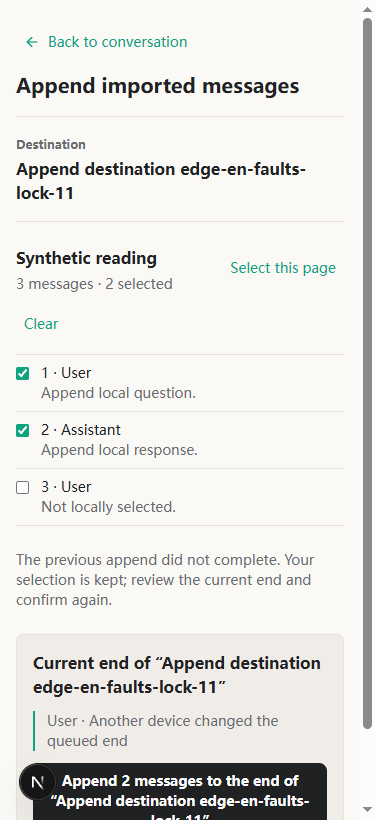 ← Back to conversation
Append imported messages
Destination
Append destination edge-en-faults-
lock-11
Synthetic reading
3 messages · 2 selected
Select this page
Clear
1 · User
Append local question.
2 · Assistant
Append local response.
3 · User
Not locally selected.
The previous append did not complete. Your
selection is kept; review the current end and
confirm again.
Current end of “Append destination
edge-en-faults-lock-11”
User · Another device changed the
queued end
N
Append 2 messages to the end of
“Append destination edge-en-faults-
lock-11”